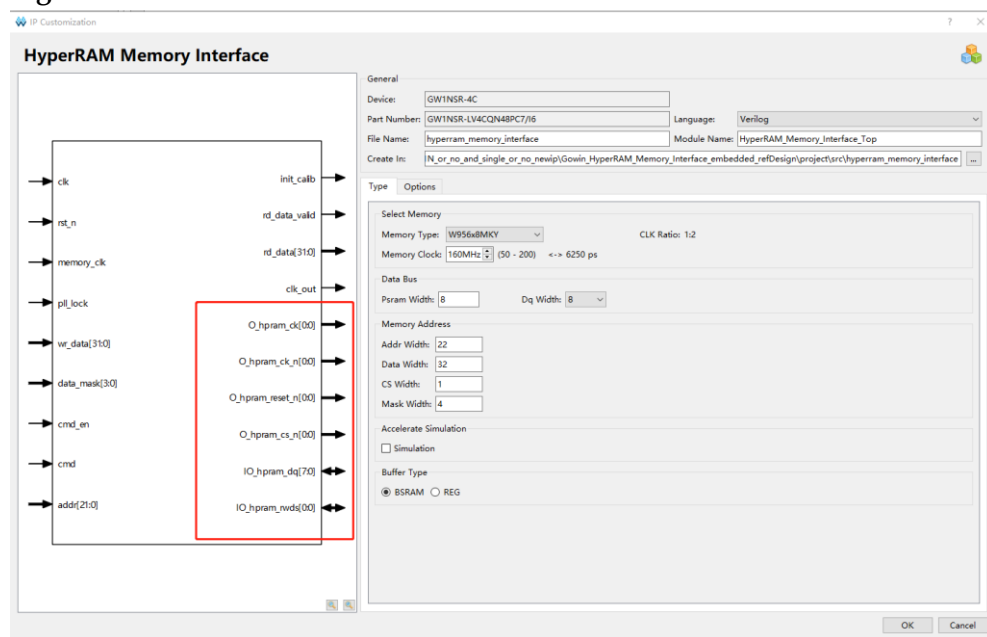 IP Customization
? ×
HyperRAM Memory Interface
General
Device: GW1NSR-4C
Part Number: GW1NSR-LV4CQN48PC7/I6 Language: Verilog
File Name: hyperram_memory_interface Module Name: HyperRAM_Memory_Interface_Top
Create In: IN_or_no_and_single_or_no_newip\Gowin_HyperRAM_Memory_Interface_embedded_refDesign\project\src\hyperram_memory_interface ...
Type Options
Select Memory
Memory Type: W956x8MKY CLK Ratio: 1:2
Memory Clock: 160MHz (50 - 200) <-> 6250 ps
Data Bus
Psram Width: 8 Dq Width: 8
Memory Address
Addr Width: 22
Data Width: 32
CS Width: 1
Mask Width: 4
Accelerate Simulation
Simulation
Buffer Type
BSRAM REG
clk
rst_n
memory_clk
pll_lock
wr_data[31:0]
data_mask[3:0]
cmd_en
cmd
addr[21:0]
init_calib
rd_data_valid
rd_data[31:0]
clk_out
O_hpram_ck[0:0]
O_hpram_ck_n[0:0]
O_hpram_reset_n[0:0]
O_hpram_cs_n[0:0]
IO_hpram_dq[7:0]
IO_hpram_rwds[0:0]
OK Cancel